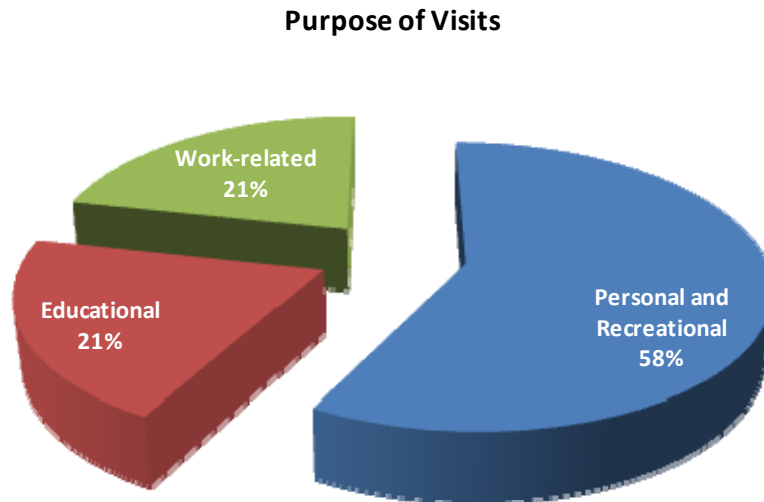 Purpose of Visits
Work-related
21%
Educational
21%
Personal and
Recreational
58%